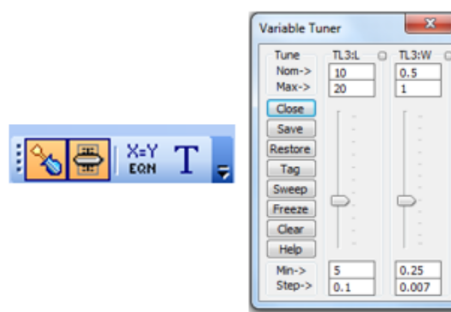 X=Y
EQN
T
Variable Tuner
Tune TL3:L TL3:W
Nom-> 10 0.5
Max-> 20 1
Close
Save
Restore
Tag
Sweep
Freeze
Clear
Help
Min-> 5 0.25
Step-> 0.1 0.007